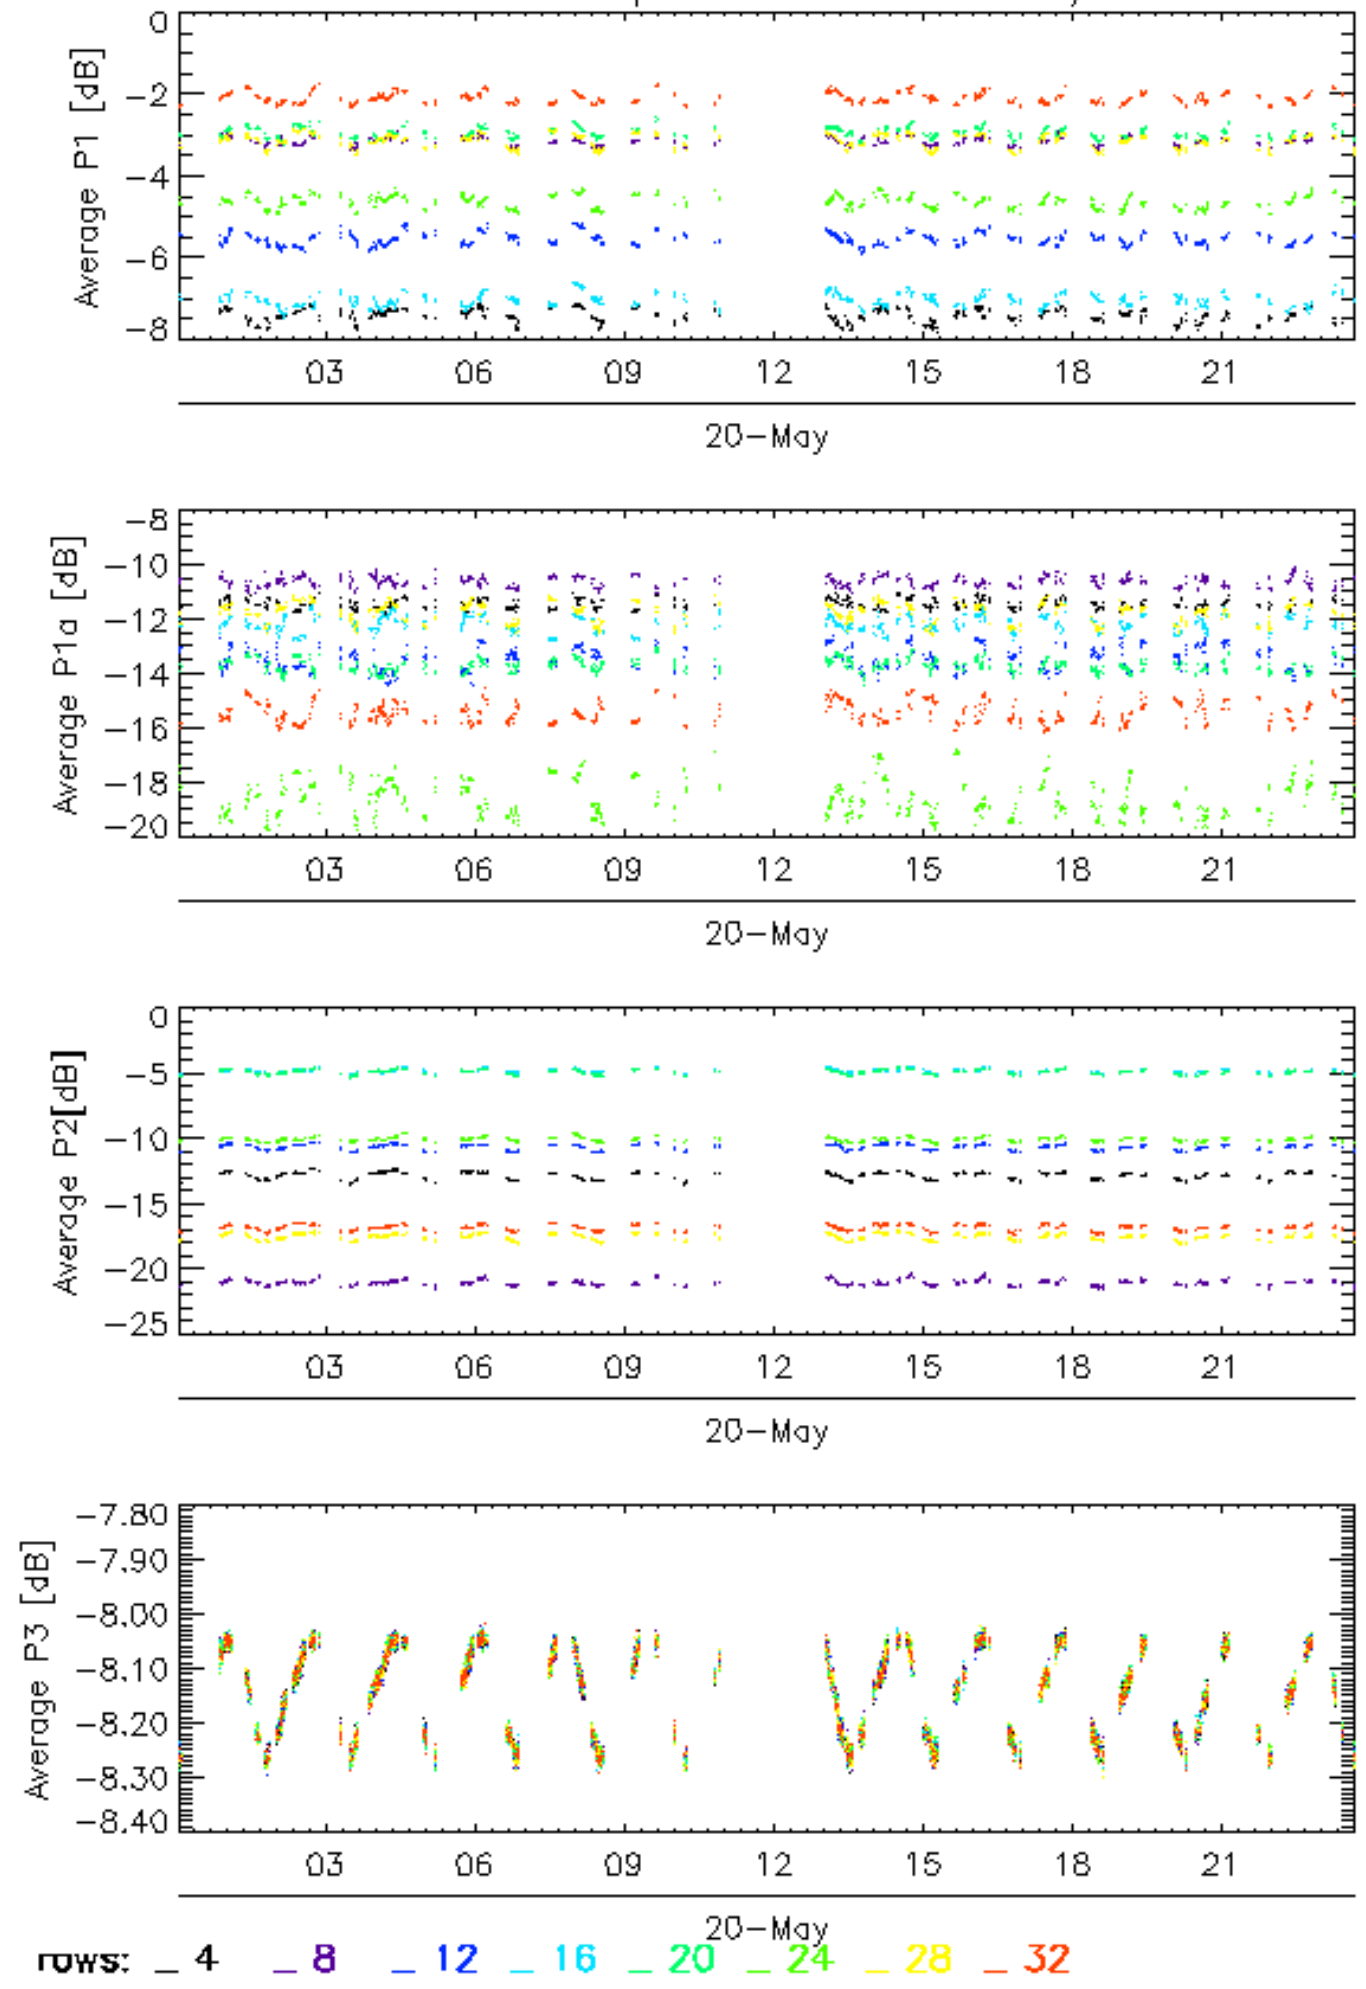 0
-2
-4
-6
-8
Average P1 [dB]
03 06 09 12 15 18 21
20-May
-8
-10
-12
-14
-16
-18
-20
Average P1a [dB]
03 06 09 12 15 18 21
20-May
0
-5
-10
-15
-20
-25
Average P2[dB]
03 06 09 12 15 18 21
20-May
-7.80
-7.90
-8.00
-8.10
-8.20
-8.30
-8.40
Average P3 [dB]
03 06 09 12 15 18 21
20-May
rows: _ 4 _ 8 _ 12 _ 16 _ 20 _ 24 _ 28 _ 32